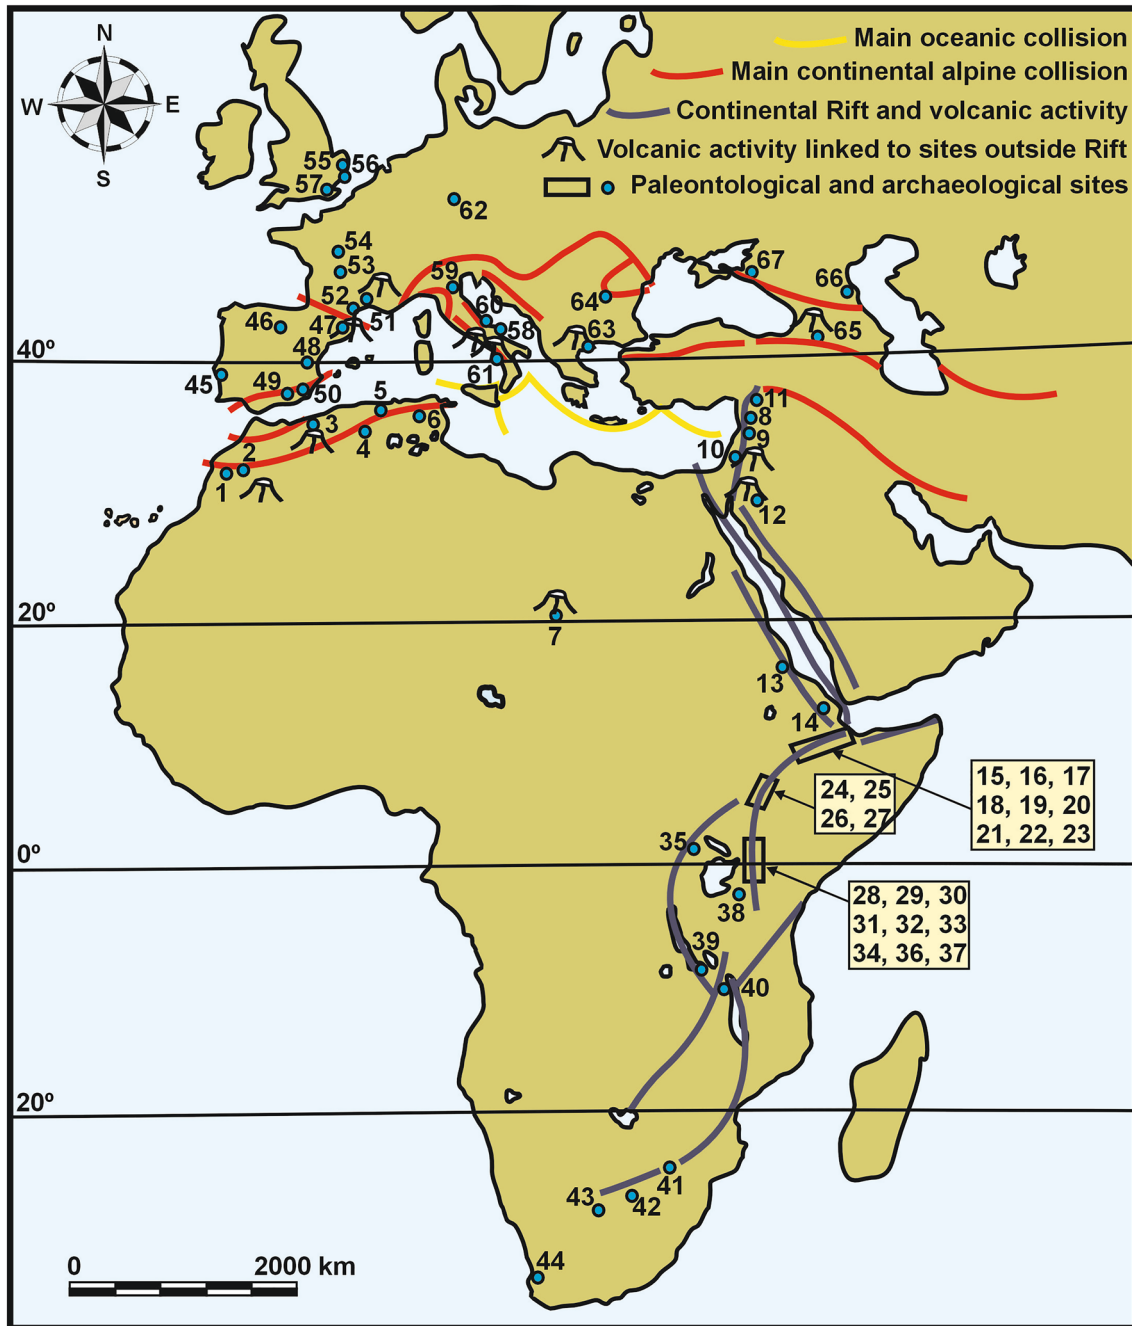 N
W
E
S
Main oceanic collision
Main continental alpine collision
Continental Rift and volcanic activity
Volcanic activity linked to sites outside Rift
Paleontological and archaeological sites
55
56
57
62
54
53
52
51
59
67
66
64
46
47
60
58
63
65
48
40º
45
49
50
61
5
11
3
6
8
2
4
9
10
1
12
20º
7
13
14
15, 16, 17
18, 19, 20
21, 22, 23
24, 25
26, 27
35
0º
28, 29, 30
31, 32, 33
34, 36, 37
38
39
40
20º
41
43
42
44
0
2000 km